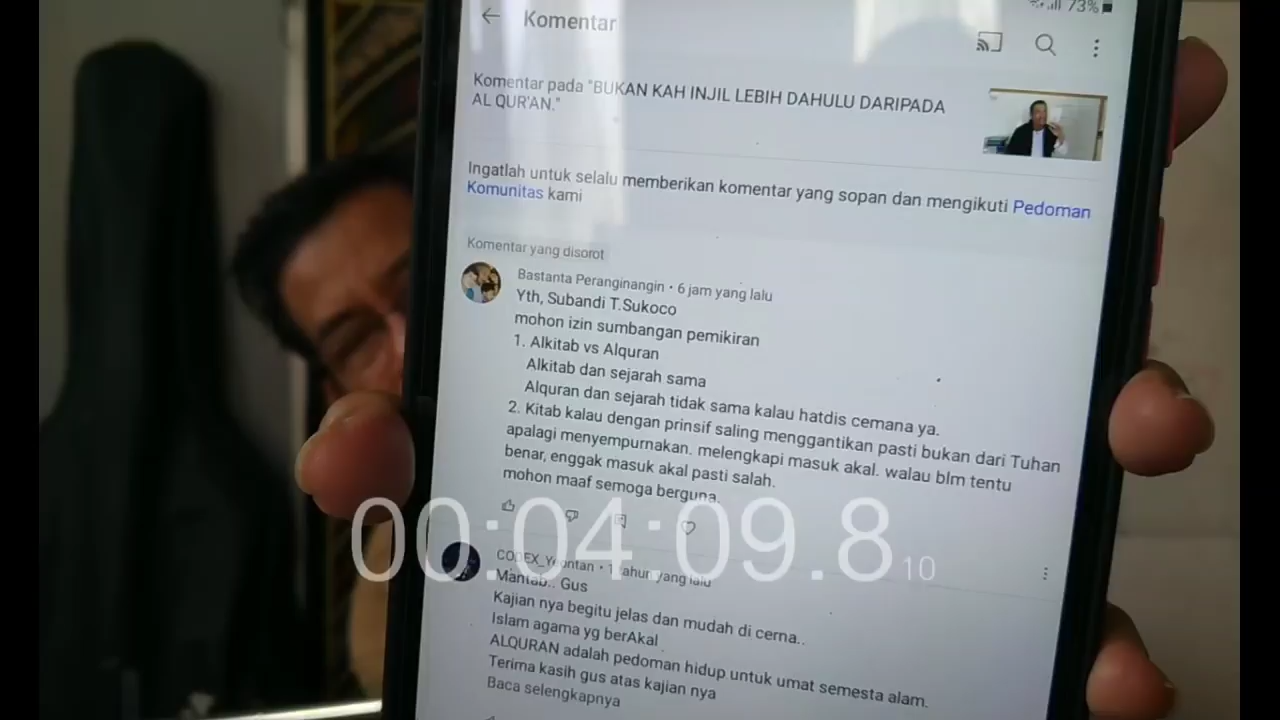 73%
Komentar
Komentar pada "BUKAN KAH INJIL LEBIH DAHULU DARIPADA
AL QUR'AN."
Ingatlah untuk selalu memberikan komentar yang sopan dan mengikuti Pedoman
Komunitas kami
Komentar yang disorot
Bastanta Peranginangin • 6 jam yang lalu
Yth, Subandi T.Sukoco
mohon izin sumbangan pemikiran
1. Alkitab vs Alquran
Alkitab dan sejarah sama
Alquran dan sejarah tidak sama kalau hatdis cemana ya.
2. Kitab kalau dengan prinsif saling menggantikan pasti bukan dari Tuhan
apalagi menyempurnakan. melengkapi masuk akal. walau blm tentu
benar, enggak masuk akal pasti salah.
mohon maaf semoga berguna.
00:04:09.8 10
CODEX_Yeontan • 1 tahun yang lalu
Mantab.. Gus
Kajian nya begitu jelas dan mudah di cerna..
Islam agama yg berAkal
ALQURAN adalah pedoman hidup untuk umat semesta alam.
Terima kasih gus atas kajian nya
Baca selengkapnya